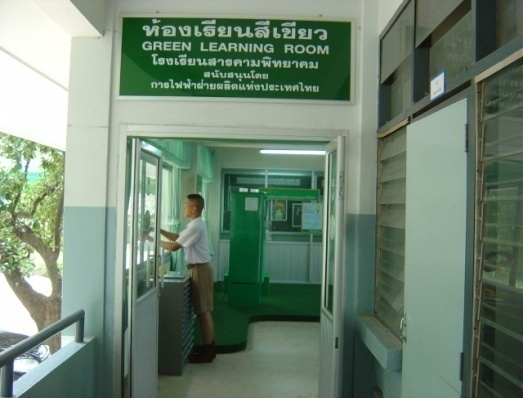 ห้องเรียนสีเขียว
GREEN LEARNING ROOM
โรงเรียนสารคามพิทยาคม
สนับสนุนโดย
การไฟฟ้าฝ่ายผลิตแห่งประเทศไทย